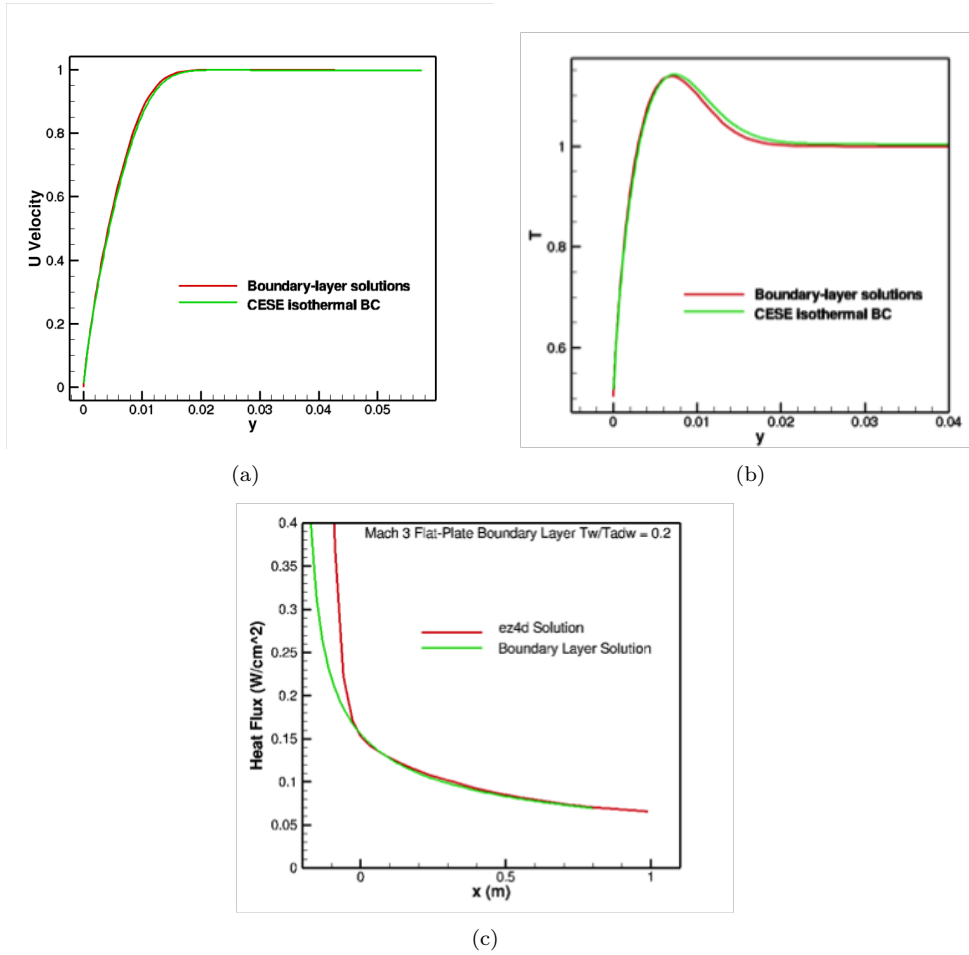 1
0.8
0.6
0.4
0.2
0
U Velocity
Boundary-layer solutions
CESE isothermal BC
0 0.01 0.02 0.03 0.04 0.05
y
(a)
1
0.8
0.6
T
Boundary-layer solutions
CESE isothermal BC
0 0.01 0.02 0.03 0.04
y
(b)
Mach 3 Flat-Plate Boundary Layer Tw/Tadw = 0.2
0.4
0.35
0.3
0.25
0.2
0.15
0.1
0.05
0
Heat Flux (W/cm^2)
ez4d Solution
Boundary Layer Solution
0 0.5 1
x (m)
(c)